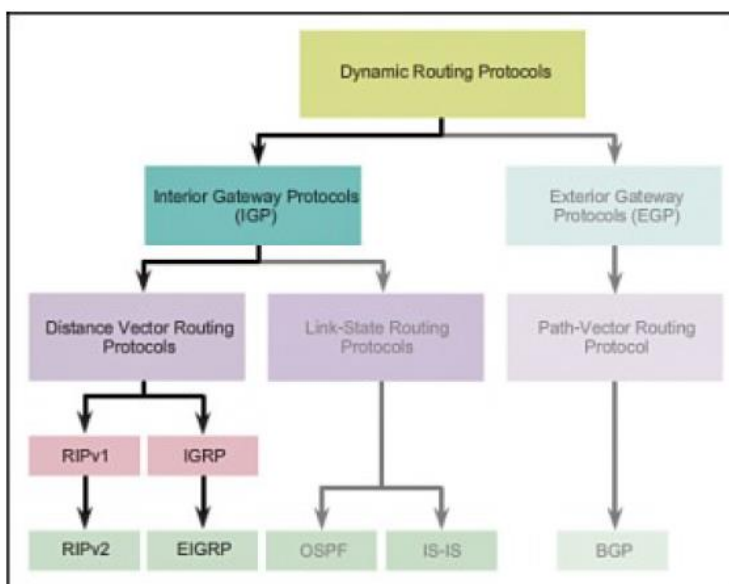 Dynamic Routing Protocols
Interior Gateway Protocols
(IGP)
Exterior Gateway
Protocols (EGP)
Distance Vector Routing
Protocols
Link-State Routing
Protocols
Path-Vector Routing
Protocol
RIPv1
IGRP
RIPv2
EIGRP
OSPF
IS-IS
BGP